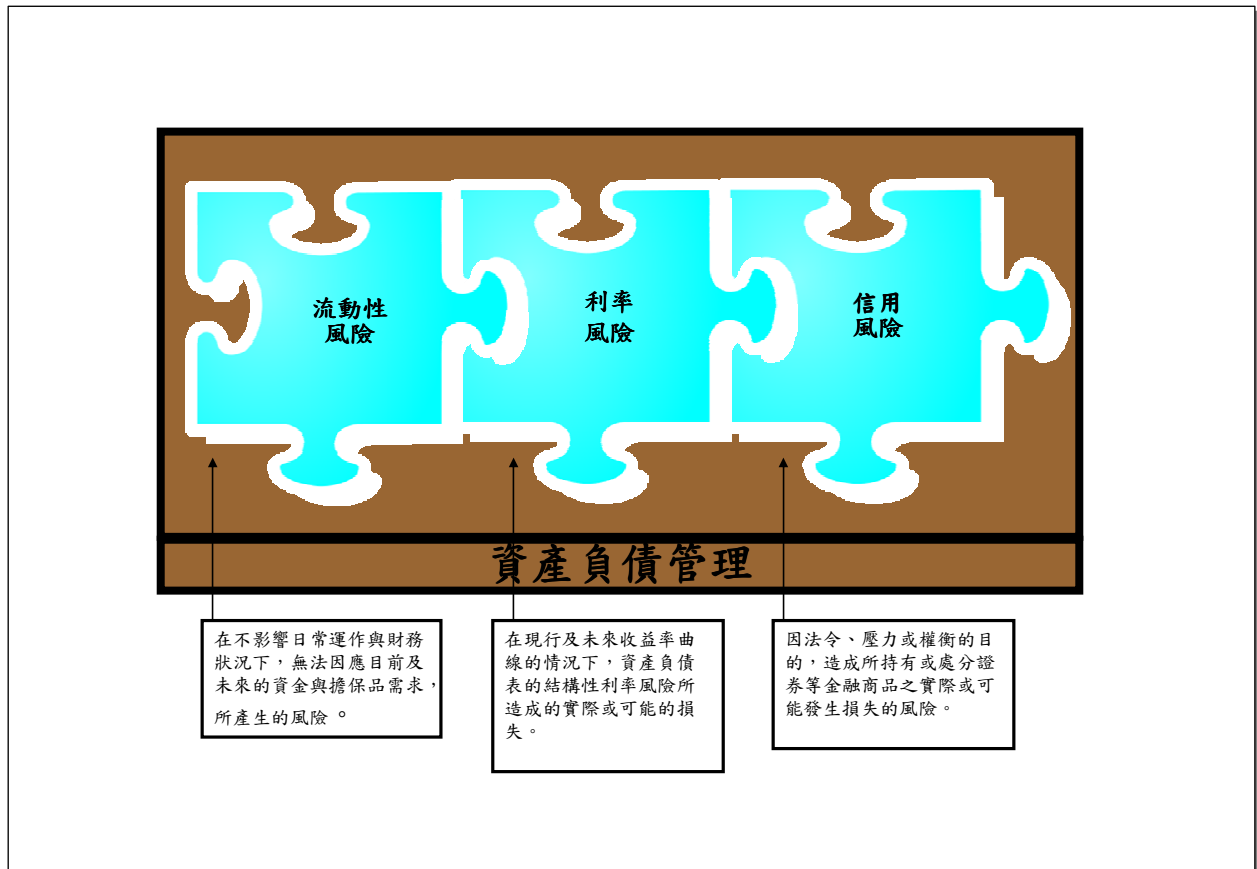 流動性
風險
利率
風險
信用
風險
資產負債管理
在不影響日常運作與財務
狀況下，無法因應目前及
未來的資金與擔保品需求，
所產生的風險。
在現行及未來收益率曲
線的情況下，資產負債
表的結構性利率風險所
造成的實際或可能的損
失。
因法令、壓力或權衡的目
的，造成所持有或處分證
券等金融商品之實際或可
能發生損失的風險。